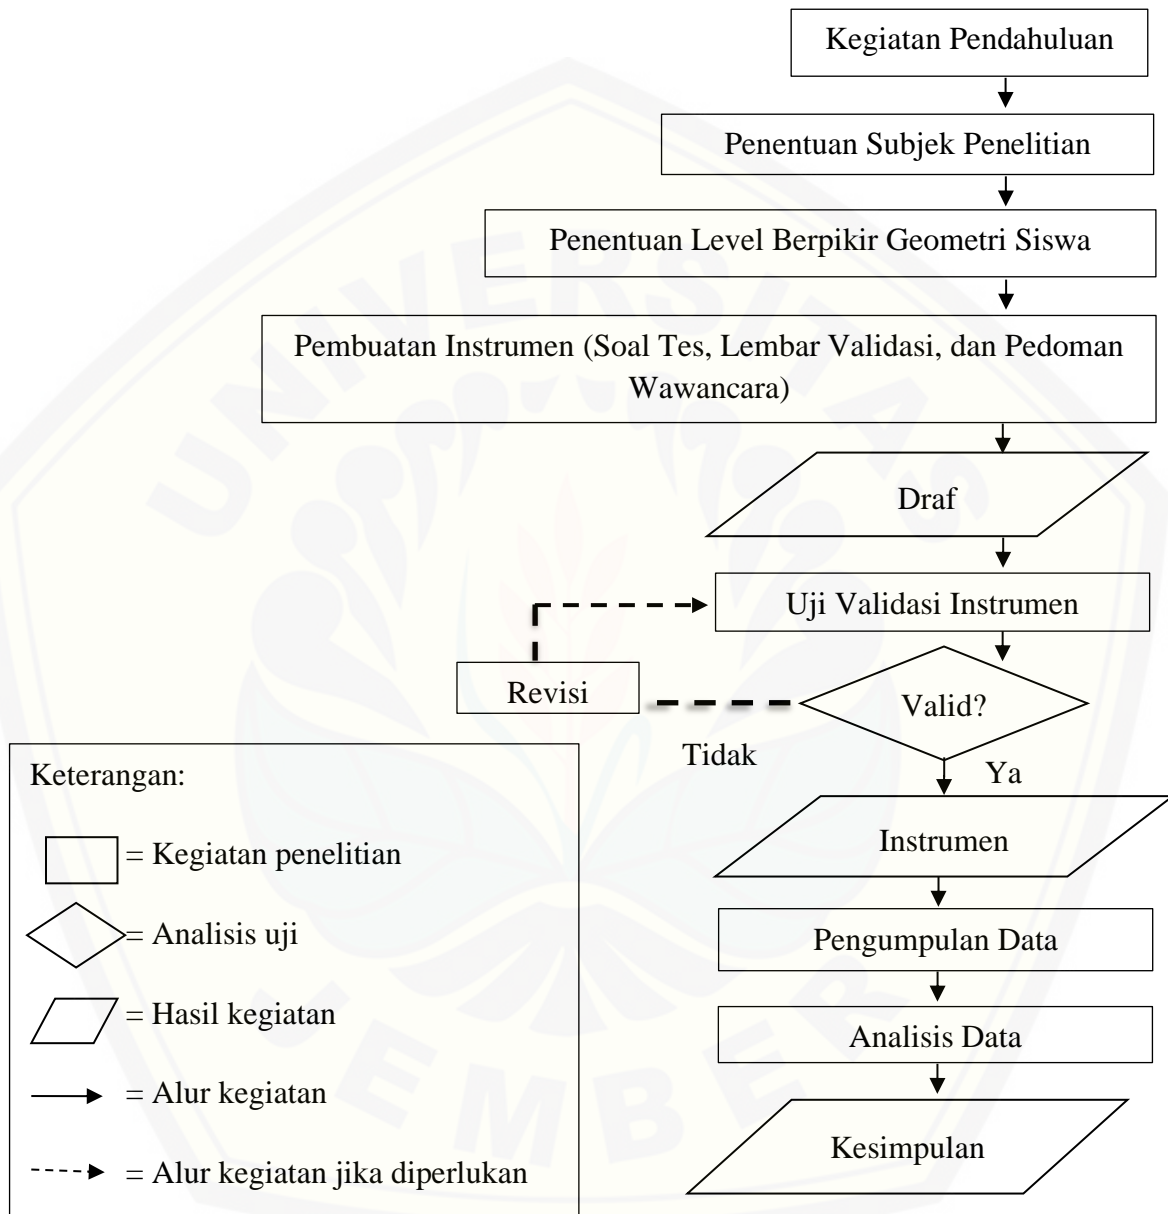 Kegiatan Pendahuluan
Penentuan Subjek Penelitian
Penentuan Level Berpikir Geometri Siswa
Pembuatan Instrumen (Soal Tes, Lembar Validasi, dan Pedoman
Wawancara)
Draf
Uji Validasi Instrumen
Revisi
Valid?
Tidak
Ya
Instrumen
Pengumpulan Data
Analisis Data
Kesimpulan
Keterangan:
= Kegiatan penelitian
= Analisis uji
= Hasil kegiatan
= Alur kegiatan
= Alur kegiatan jika diperlukan
UNIVERSITAS
JEMBER